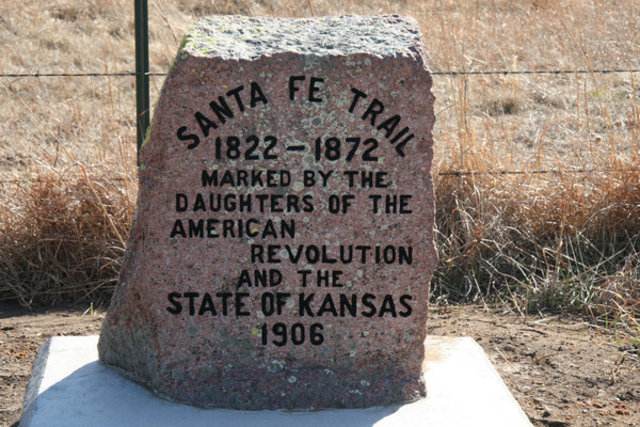 SANTA FE TRAIL
1822 – 1872
MARKED BY THE
DAUGHTERS OF THE
AMERICAN
REVOLUTION
AND THE
STATE OF KANSAS
1906